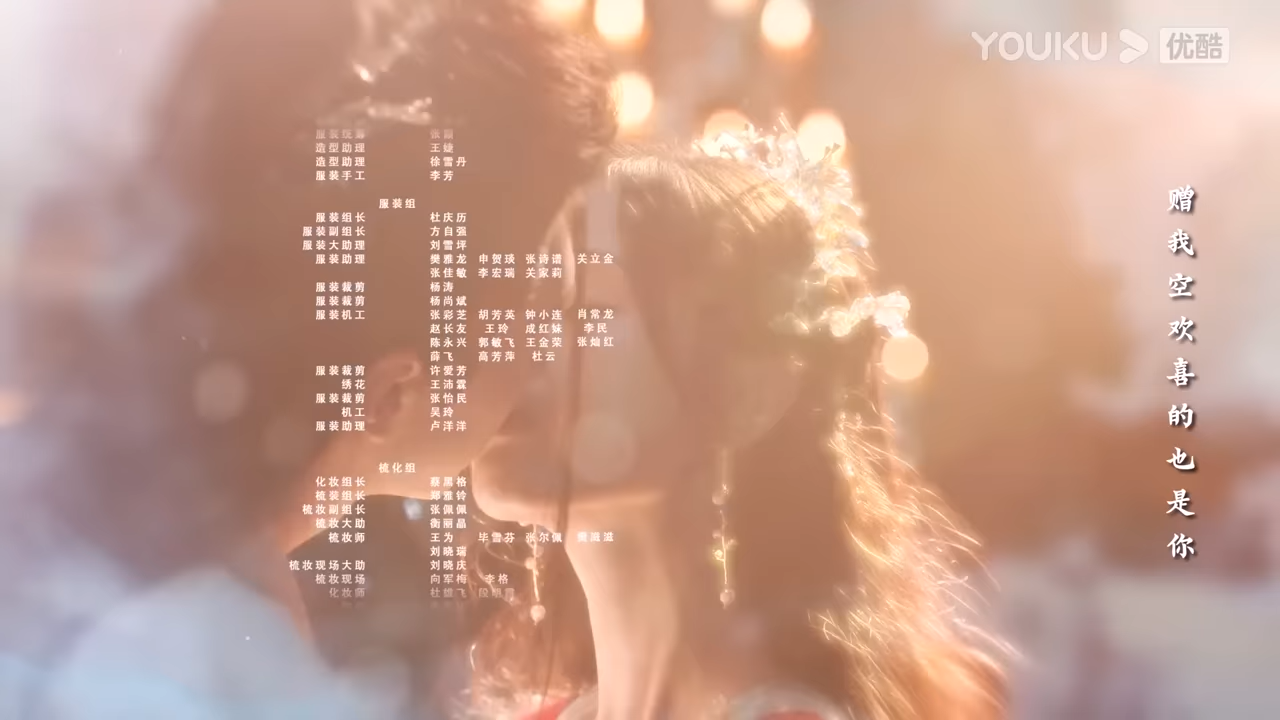 YOUKU 优酷
造型助理 王婕
造型助理 徐雪丹
服装手工 李芳
服装组
服装组长 杜庆历
服装副组长 方自强
服装大助理 刘雪坪
服装助理 樊雅龙 申贺琰 张诗谱 关立金
张佳敏 李宏瑞 关家莉
服装裁剪 杨涛
服装裁剪 杨尚斌
服装机工 张彩芝 胡芳英 钟小连 肖常龙
赵长友 王玲 成红妹 李民
陈永兴 郭敏飞 王金荣 张灿红
薛飞 高芳萍 杜云
服装裁剪 许爱芳
绣花 王沛霖
服装裁剪 张怡民
机工 吴玲
服装助理 卢洋洋
梳化组
化妆组长 蔡思格
梳装组长 郑雅铃
梳妆副组长 张佩佩
梳妆大助 衡丽晶
梳妆师 王为 毕雪芬 张尔佩
刘晓瑞
梳妆现场大助 刘晓庆
梳妆现场 向军梅 李格
化妆师 杜雄飞
赠我空欢喜的也是你